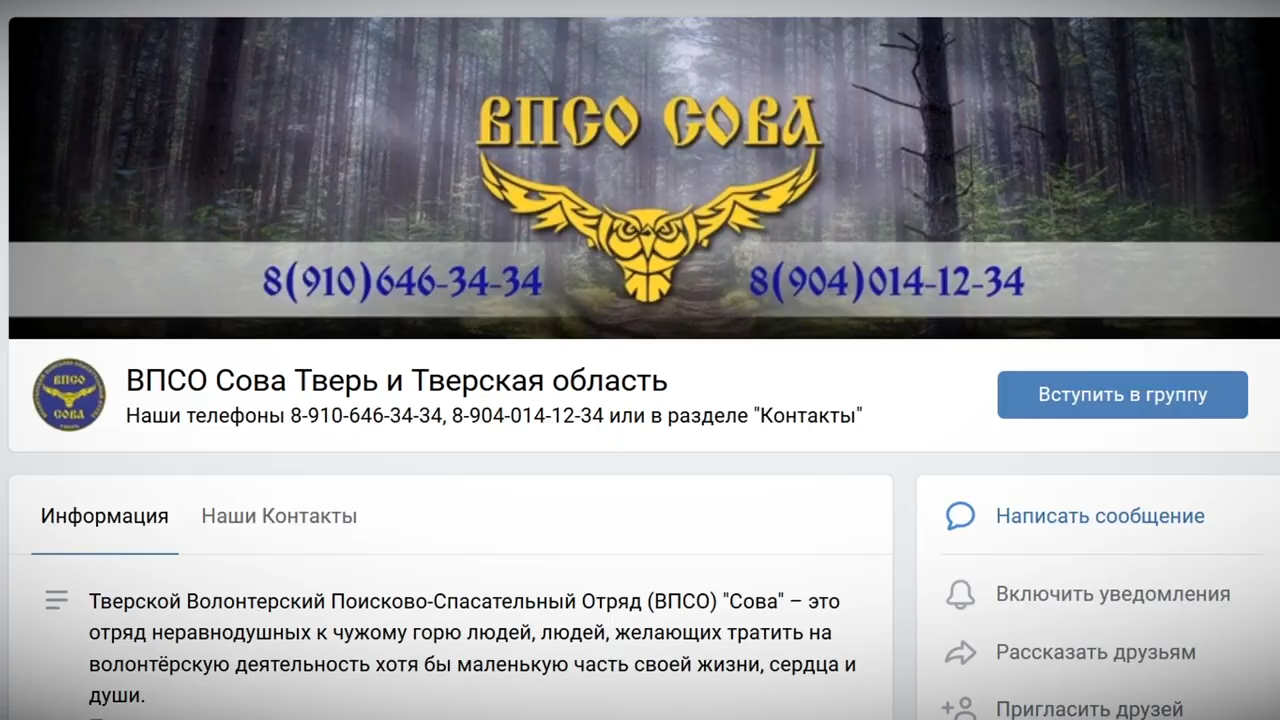 ВПСО СОВА
8(910)646-34-34 8(904)014-12-34
ВПСО
СОВА
ВПСО Сова Тверь и Тверская область
Наши телефоны 8-910-646-34-34, 8-904-014-12-34 или в разделе "Контакты"
Вступить в группу
Информация Наши Контакты
Тверской Волонтерский Поисково-Спасательный Отряд (ВПСО) "Сова" – это
отряд неравнодушных к чужому горю людей, людей, желающих тратить на
волонтёрскую деятельность хотя бы маленькую часть своей жизни, сердца и
души.
Написать сообщение
Включить уведомления
Рассказать друзьям
Пригласить друзей